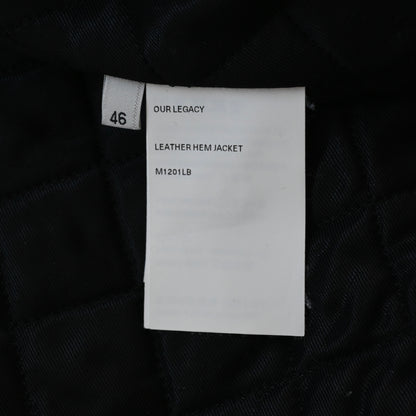 46
OUR LEGACY
LEATHER HEM JACKET
M1201LB